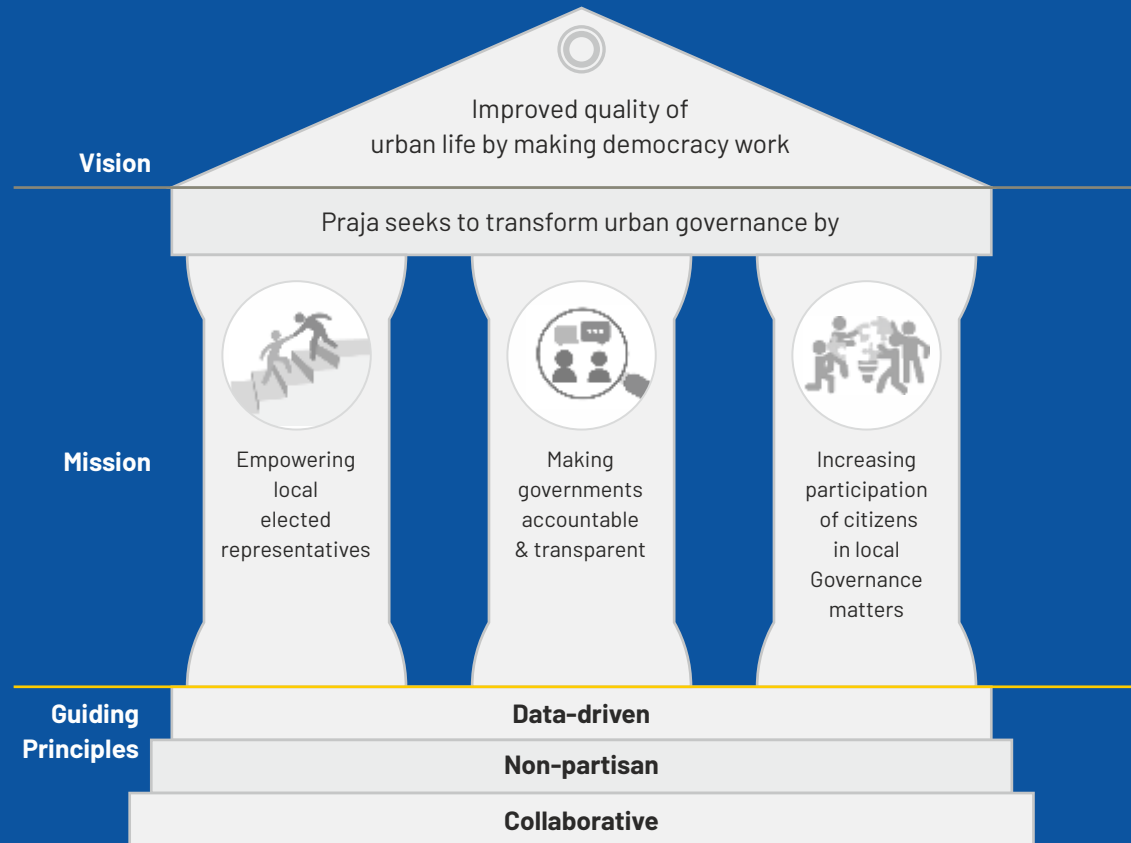 Improved quality of
urban life by making democracy work
Vision
Praja seeks to transform urban governance by
Mission
Empowering
local
elected
representatives
Making
governments
accountable
& transparent
Increasing
participation
of citizens
in local
Governance
matters
Guiding
Principles
Data-driven
Non-partisan
Collaborative